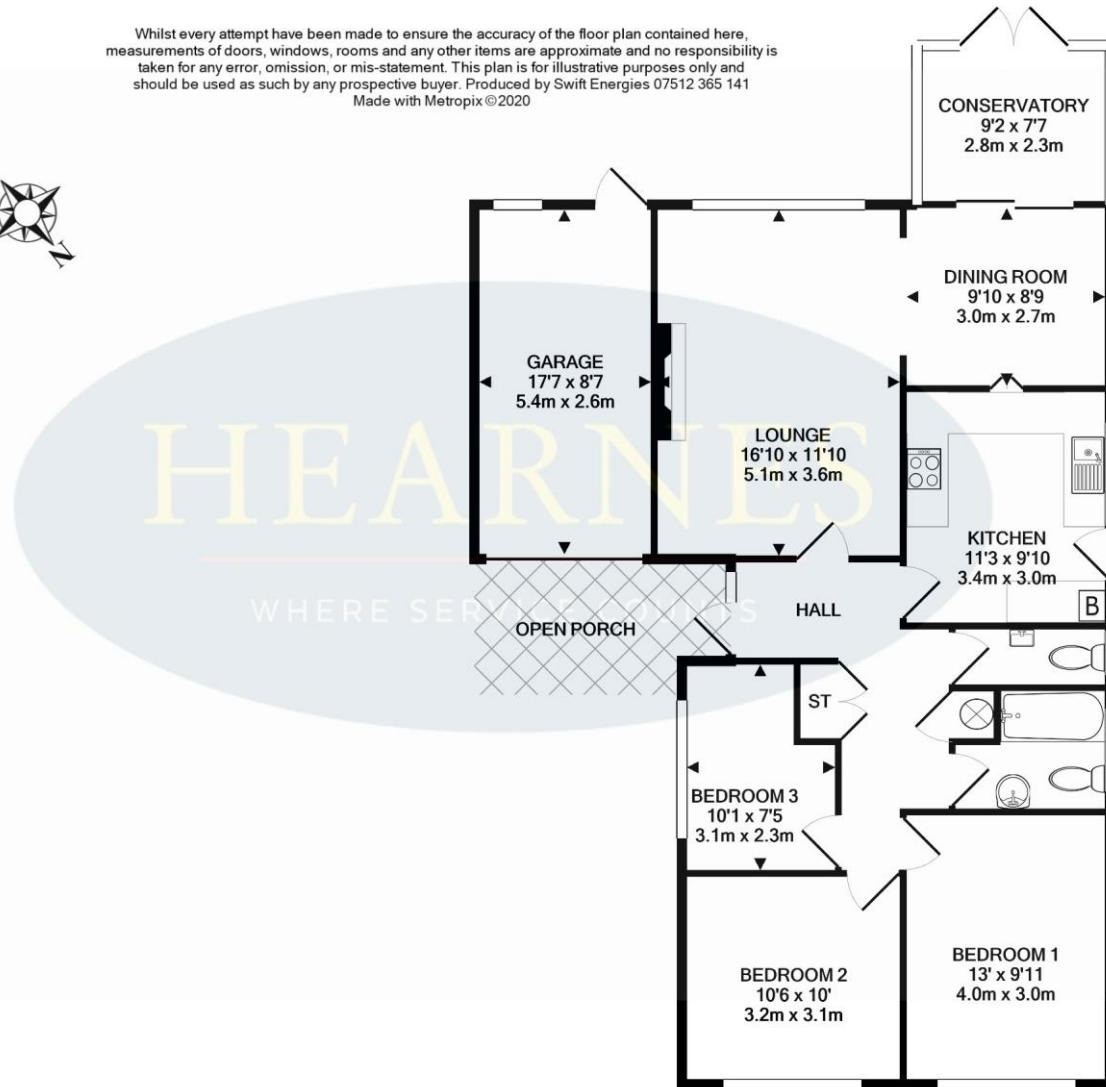 Whilst every attempt have been made to ensure the accuracy of the floor plan contained here,
measurements of doors, windows, rooms and any other items are approximate and no responsibility is
taken for any error, omission, or mis-statement. This plan is for illustrative purposes only and
should be used as such by any prospective buyer. Produced by Swift Energies 07512 365 141
Made with Metropix ©2020
N
CONSERVATORY
9'2 x 7'7
2.8m x 2.3m
DINING ROOM
9'10 x 8'9
3.0m x 2.7m
GARAGE
17'7 x 8'7
5.4m x 2.6m
LOUNGE
16'10 x 11'10
5.1m x 3.6m
HEARNES
WHERE SERVICE COUNTS
KITCHEN
11'3 x 9'10
3.4m x 3.0m
B
HALL
OPEN PORCH
ST
BEDROOM 3
10'1 x 7'5
3.1m x 2.3m
BEDROOM 2
10'6 x 10'
3.2m x 3.1m
BEDROOM 1
13' x 9'11
4.0m x 3.0m